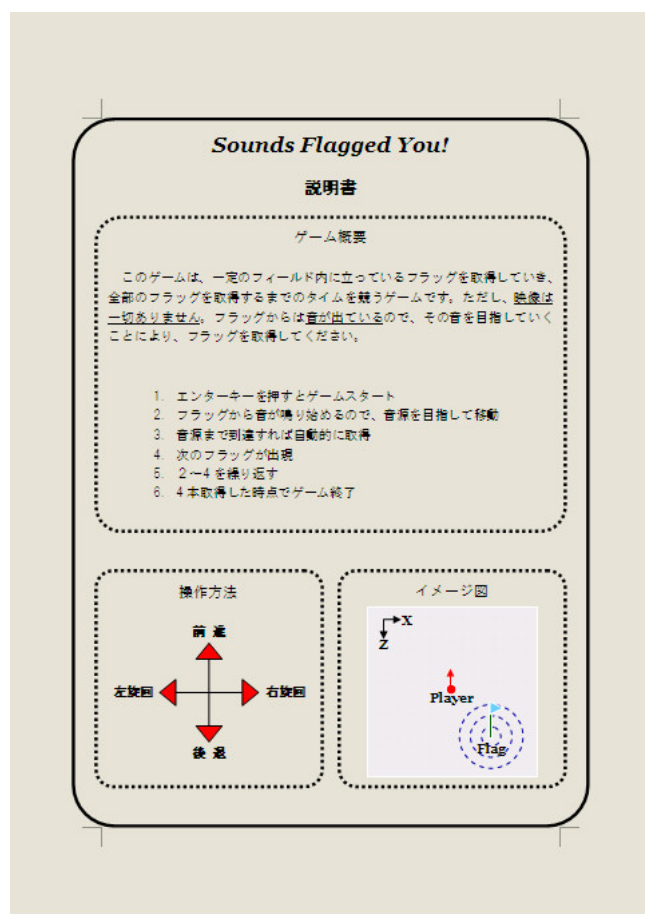 Sounds Flagged You!
説明書
ゲーム概要
このゲームは、一定のフィールド内に立っているフラッグを取得していき、
全部のフラッグを取得するまでのタイムを競うゲームです。ただし、映像は
一切ありません。フラッグからは音が出ているので、その音を目指していく
ことにより、フラッグを取得してください。
1. エンターキーを押すとゲームスタート
2. フラッグから音が鳴り始めるので、音源を目指して移動
3. 音源まで到達すれば自動的に取得
4. 次のフラッグが出現
5. 2～4を繰り返す
6. 4本取得した時点でゲーム終了
操作方法
前 進
左旋回
右旋回
後 退
イメージ図
X
Z
Player
Flag